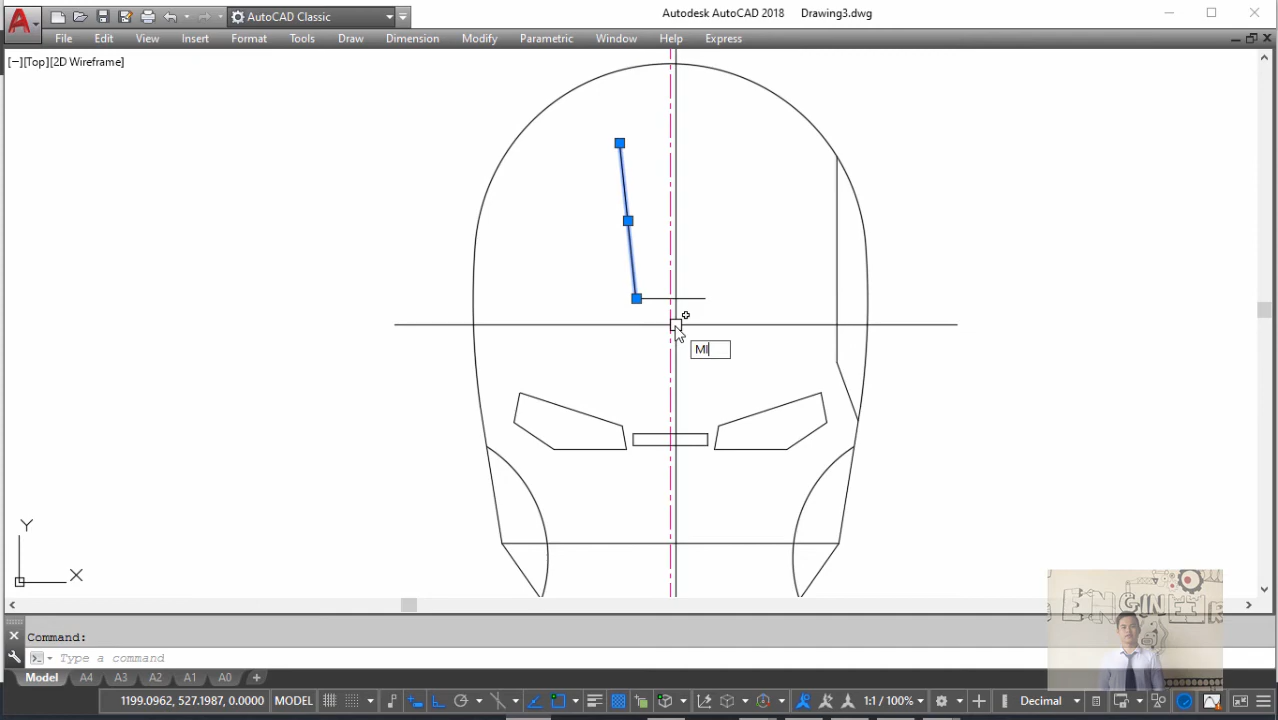 AutoCAD Classic
Autodesk AutoCAD 2018 Drawing3.dwg
File Edit View Insert Format Tools Draw Dimension Modify Parametric Window Help Express
[−][Top][2D Wireframe]
MI
Y
X
ENGINEER
Command:
Type a command
Model A4 A3 A2 A1 A0
1199.0962, 527.1987, 0.0000 MODEL 1:1 / 100% Decimal